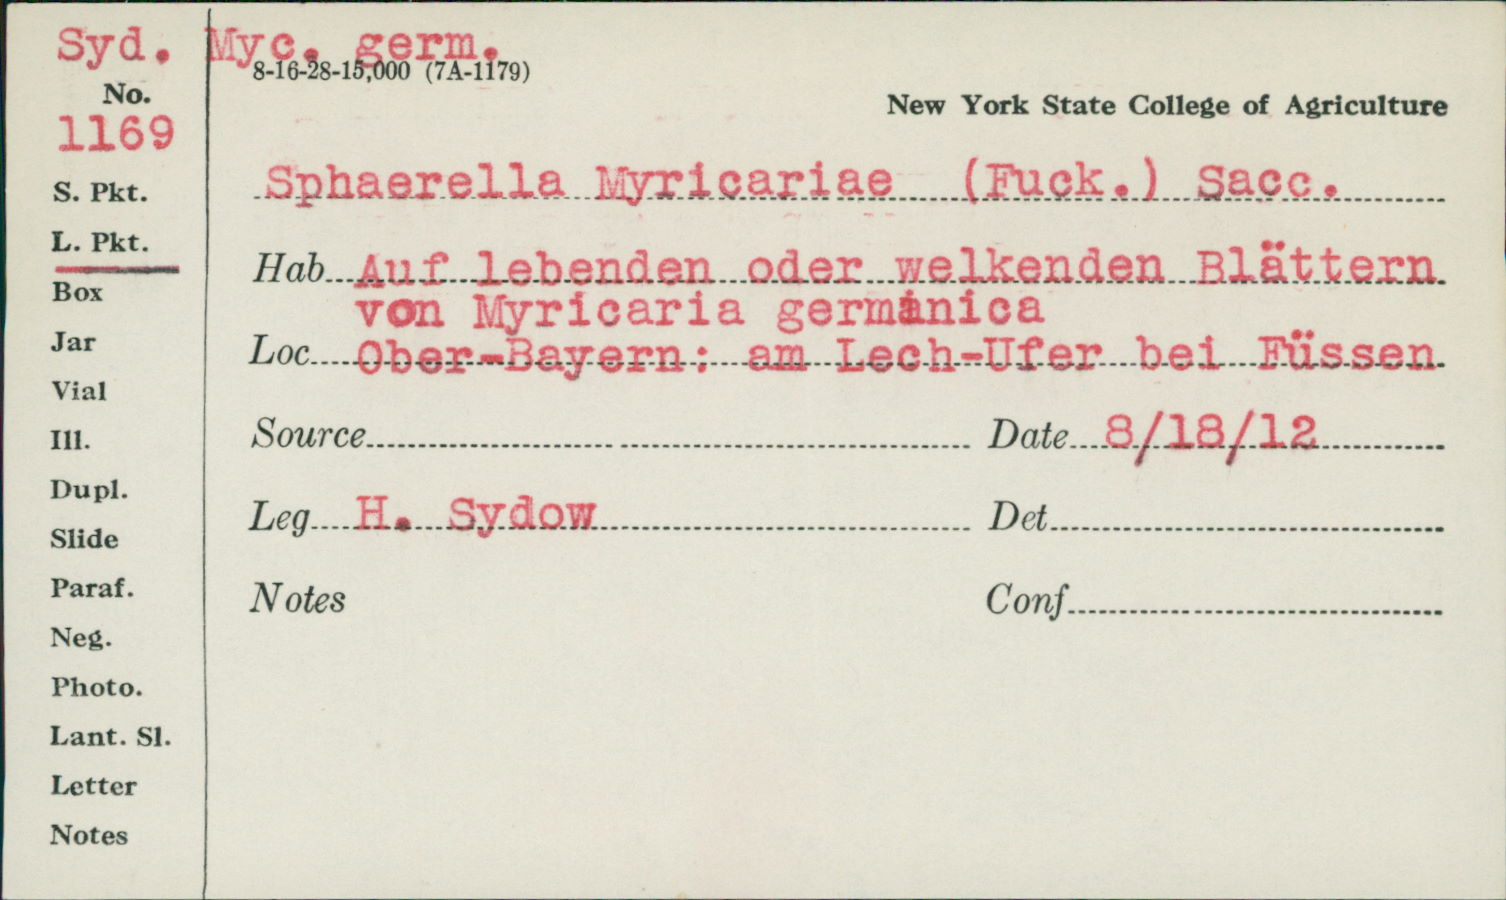 Syd. Myc. germ.
8-16-28-15,000 (7A-1179)
No.
1169
New York State College of Agriculture
S. Pkt.
Sphaerella Myricariae (Fuck.) Sacc.
L. Pkt.
Hab Auf lebenden oder welkenden Blättern
von Myricaria germanica
Box
Jar
Loc Ober-Bayern: am Lech-Ufer bei Füssen
Vial
Ill.
Source Date 8/18/12
Dupl.
Leg H. Sydow Det
Slide
Paraf.
Notes Conf
Neg.
Photo.
Lant. Sl.
Letter
Notes